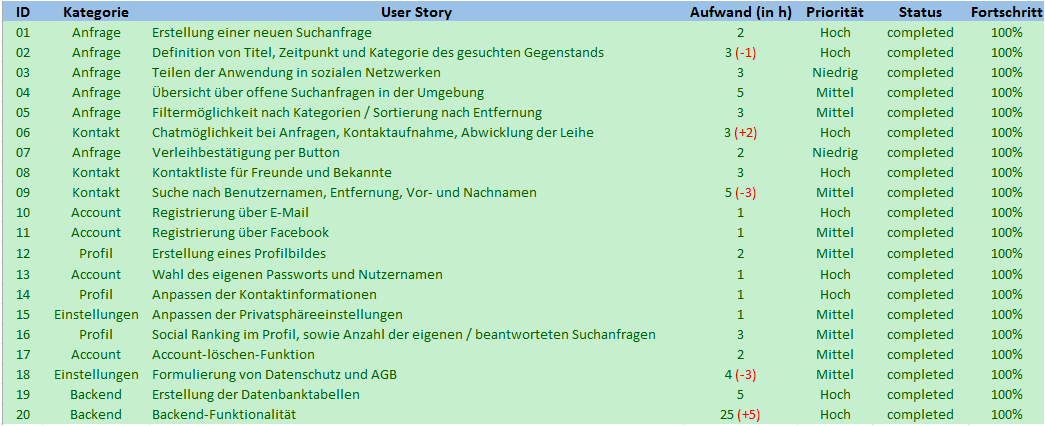 ID Kategorie User Story Aufwand (in h) Priorität Status Fortschritt
01 Anfrage Erstellung einer neuen Suchanfrage 2 Hoch completed 100%
02 Anfrage Definition von Titel, Zeitpunkt und Kategorie des gesuchten Gegenstands 3 (-1) Hoch completed 100%
03 Anfrage Teilen der Anwendung in sozialen Netzwerken 3 Niedrig completed 100%
04 Anfrage Übersicht über offene Suchanfragen in der Umgebung 5 Mittel completed 100%
05 Anfrage Filtermöglichkeit nach Kategorien / Sortierung nach Entfernung 3 Mittel completed 100%
06 Kontakt Chatmöglichkeit bei Anfragen, Kontaktaufnahme, Abwicklung der Leihe 3 (+2) Hoch completed 100%
07 Anfrage Verleihbestätigung per Button 2 Niedrig completed 100%
08 Kontakt Kontaktliste für Freunde und Bekannte 3 Hoch completed 100%
09 Kontakt Suche nach Benutzernamen, Entfernung, Vor- und Nachnamen 5 (-3) Mittel completed 100%
10 Account Registrierung über E-Mail 1 Hoch completed 100%
11 Account Registrierung über Facebook 1 Mittel completed 100%
12 Profil Erstellung eines Profilbildes 2 Mittel completed 100%
13 Account Wahl des eigenen Passworts und Nutzernamen 1 Hoch completed 100%
14 Profil Anpassen der Kontaktinformationen 1 Hoch completed 100%
15 Einstellungen Anpassen der Privatsphäreeinstellungen 1 Mittel completed 100%
16 Profil Social Ranking im Profil, sowie Anzahl der eigenen / beantworteten Suchanfragen 3 Mittel completed 100%
17 Account Account-löschen-Funktion 2 Mittel completed 100%
18 Einstellungen Formulierung von Datenschutz und AGB 4 (-3) Mittel completed 100%
19 Backend Erstellung der Datenbanktabellen 5 Hoch completed 100%
20 Backend Backend-Funktionalität 25 (+5) Hoch completed 100%